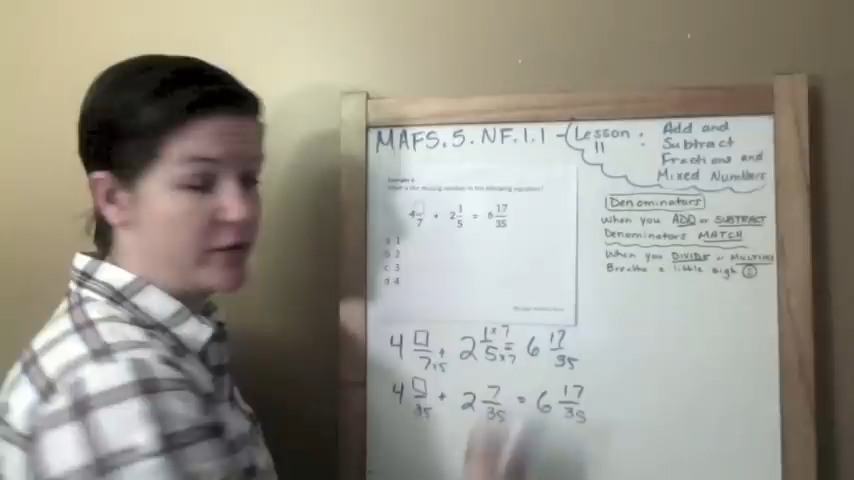 MAFS.5.NF.1.1 - Lesson 11 : Add and Subtract Fractions and Mixed Numbers
What is the missing number in the following equation?
4 □/7 + 2 1/5 = 6 17/35
a 1
b 2
c 3
d 4
Denominators
When you ADD or SUBTRACT
Denominators MATCH
When you DIVIDE or MULTIPLY
Breathe a little sigh
4 □/7×5 + 2 1×7/5×7 = 6 17/35
4 □/35 + 2 7/35 = 6 17/35